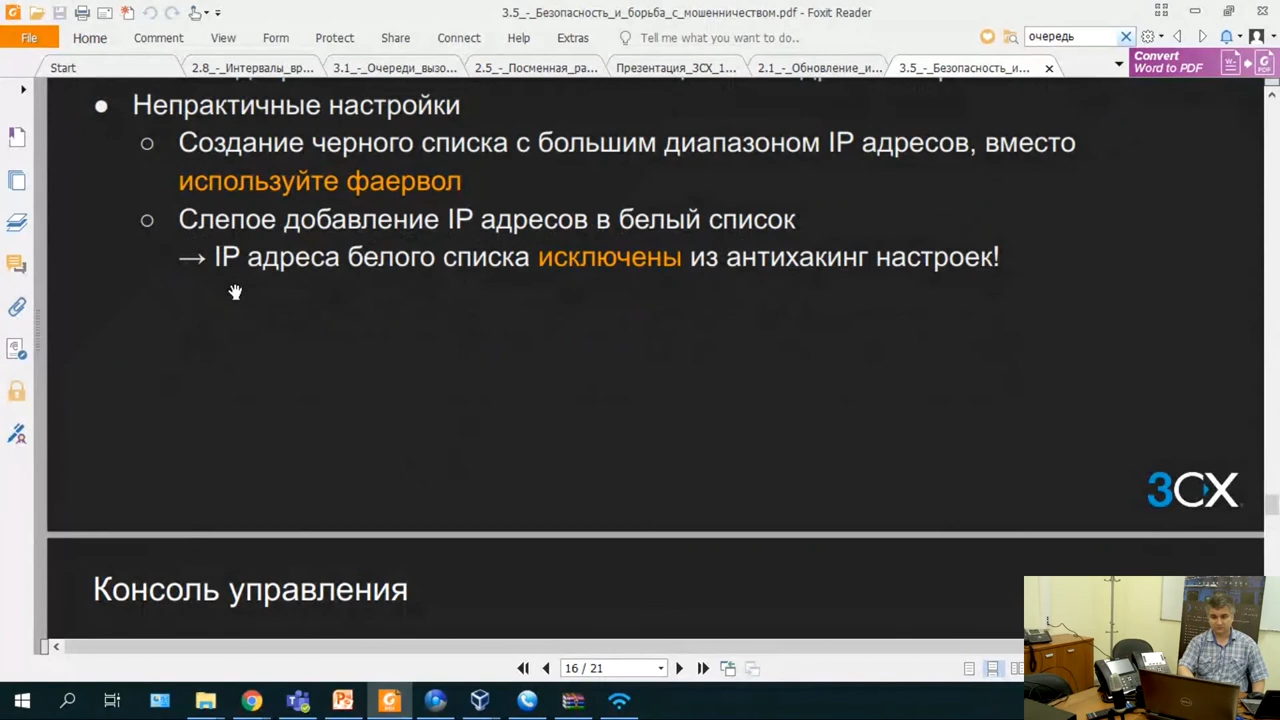 3.5_-_Безопасность_и_борьба_с_мошенничеством.pdf - Foxit Reader
File Home Comment View Form Protect Share Connect Help Extras Tell me what you want to do.. очередь
Start 2.8_-_Интервалы_вр... 3.1_-_Очереди_вызо... 2.5_-_Посменная_ра... Презентация_3CX_1... 2.1_-_Обновление_и... 3.5_-_Безопасность_и...
Convert
Word to PDF
● Непрактичные настройки
○ Создание черного списка с большим диапазоном IP адресов, вместо
используйте фаервол
○ Слепое добавление IP адресов в белый список
→ IP адреса белого списка исключены из антихакинг настроек!
3CX
Консоль управления
16 / 21